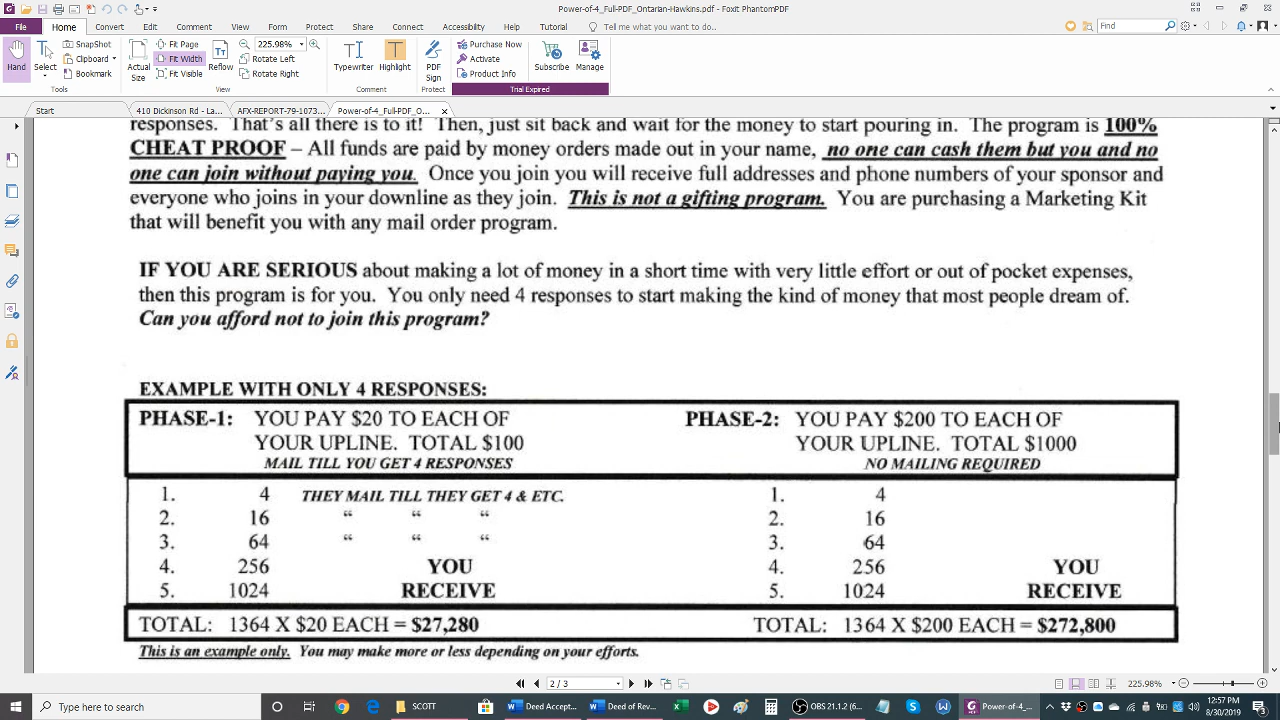 Power-of-4_Full-PDF_Ontarian-Hawkins.pdf - Foxit PhantomPDF
File Home Convert Edit Organize Comment View Form Protect Share Connect Accessibility Help Tutorial Tell me what you want to do.. Find
Hand Select SnapShot Clipboard Bookmark Actual Size Fit Page Fit Width Fit Visible Reflow 225.98% Rotate Left Rotate Right Typewriter Highlight PDF Sign Purchase Now Activate Product Info Subscribe Manage
Tools View Comment Protect Trial Expired
Start 410 Dickinson Rd - La... AFX-REPORT-79-1073... Power-of-4_Full-PDF_O...
responses. That's all there is to it! Then, just sit back and wait for the money to start pouring in. The program is 100%
CHEAT PROOF – All funds are paid by money orders made out in your name, no one can cash them but you and no
one can join without paying you. Once you join you will receive full addresses and phone numbers of your sponsor and
everyone who joins in your downline as they join. This is not a gifting program. You are purchasing a Marketing Kit
that will benefit you with any mail order program.
IF YOU ARE SERIOUS about making a lot of money in a short time with very little effort or out of pocket expenses,
then this program is for you. You only need 4 responses to start making the kind of money that most people dream of.
Can you afford not to join this program?
EXAMPLE WITH ONLY 4 RESPONSES:
PHASE-1: YOU PAY $20 TO EACH OF PHASE-2: YOU PAY $200 TO EACH OF
YOUR UPLINE. TOTAL $100 YOUR UPLINE. TOTAL $1000
MAIL TILL YOU GET 4 RESPONSES NO MAILING REQUIRED
1. 4 THEY MAIL TILL THEY GET 4 & ETC. 1. 4
2. 16 “ “ “ 2. 16
3. 64 “ “ “ 3. 64
4. 256 YOU 4. 256 YOU
5. 1024 RECEIVE 5. 1024 RECEIVE
TOTAL: 1364 X $20 EACH = $27,280 TOTAL: 1364 X $200 EACH = $272,800
This is an example only. You may make more or less depending on your efforts.
2 / 3 225.98%
Type here to search SCOTT Deed Accept... Deed of Rev... OBS 21.1.2 (6... Power-of-4_... 12:57 PM
8/30/2019